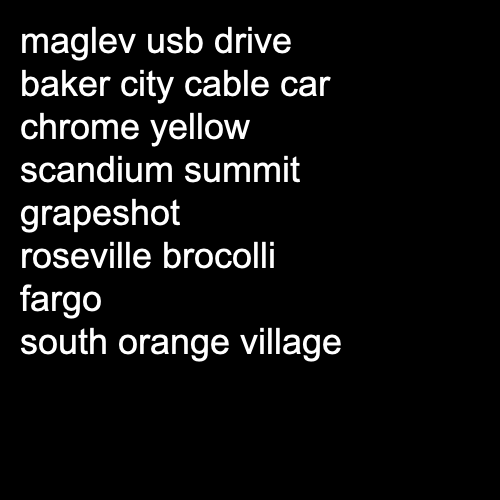 maglev usb drive
baker city cable car
chrome yellow
scandium summit
grapeshot
roseville brocolli
fargo
south orange village